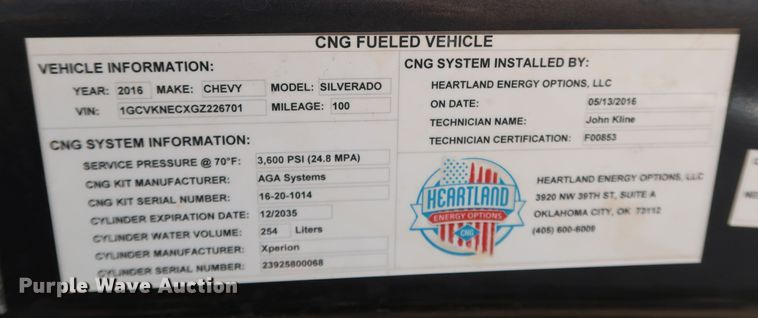 CNG FUELED VEHICLE
VEHICLE INFORMATION:
YEAR: 2016 MAKE: CHEVY MODEL: SILVERADO
VIN: 1GCVKNECXGZ226701 MILEAGE: 100
CNG SYSTEM INFORMATION:
SERVICE PRESSURE @ 70°F: 3,600 PSI (24.8 MPA)
CNG KIT MANUFACTURER: AGA Systems
CNG KIT SERIAL NUMBER: 16-20-1014
CYLINDER EXPIRATION DATE: 12/2035
CYLINDER WATER VOLUME: 254 Liters
CYLINDER MANUFACTURER: Xperion
CYLINDER SERIAL NUMBER: 23925800068
CNG SYSTEM INSTALLED BY:
HEARTLAND ENERGY OPTIONS, LLC
ON DATE: 05/13/2016
TECHNICIAN NAME: John Kline
TECHNICIAN CERTIFICATION: F00853
HEARTLAND
ENERGY OPTIONS
CNG
HEARTLAND ENERGY OPTIONS, LLC
3920 NW 39TH ST, SUITE A
OKLAHOMA CITY, OK 73112
(405) 600-6009
Purple Wave Auction